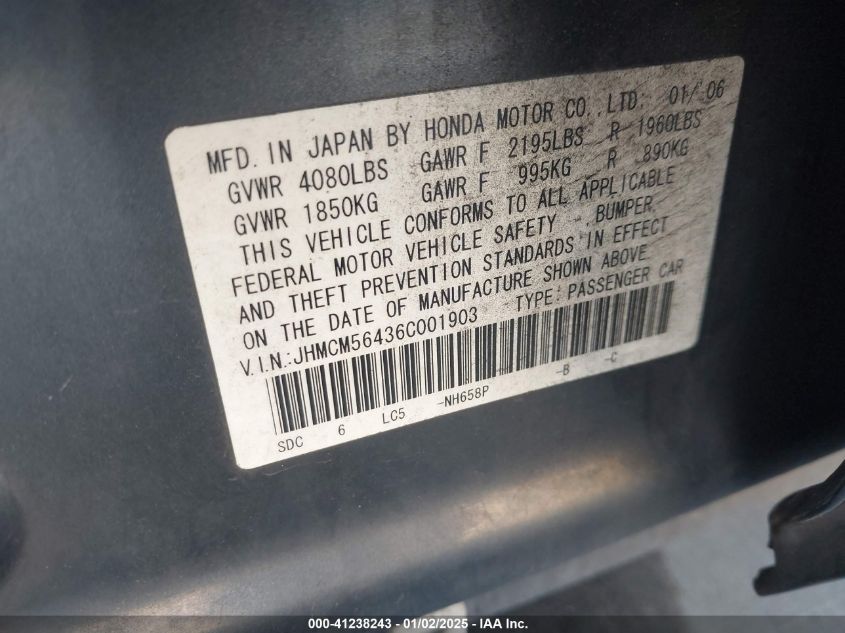 MFD. IN JAPAN BY HONDA MOTOR CO., LTD. 01/ 06
GVWR 4080LBS GAWR F 2195LBS R 1960LBS
GVWR 1850KG GAWR F 995KG R 890KG
THIS VEHICLE CONFORMS TO ALL APPLICABLE
FEDERAL MOTOR VEHICLE SAFETY - BUMPER
AND THEFT PREVENTION STANDARDS IN EFFECT
ON THE DATE OF MANUFACTURE SHOWN ABOVE.
V.I.N.:JHMCM56436C001903 TYPE: PASSENGER CAR
SDC 6 LC5 -NH658P -B -C
000-41238243 - 01/02/2025 - IAA Inc.